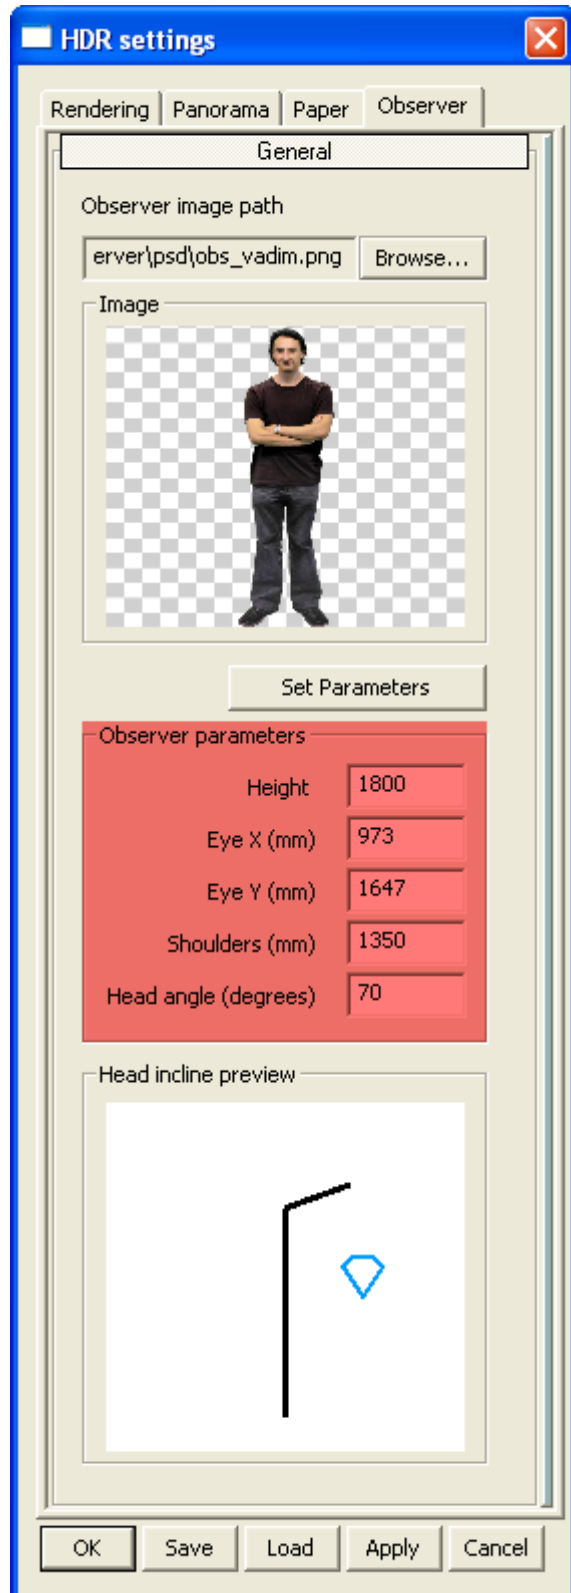 HDR settings
Rendering Panorama Paper Observer
General
Observer image path
erver\psd\obs_vadim.png Browse...
Image
Set Parameters
Observer parameters
Height 1800
Eye X (mm) 973
Eye Y (mm) 1647
Shoulders (mm) 1350
Head angle (degrees) 70
Head incline preview
OK Save Load Apply Cancel